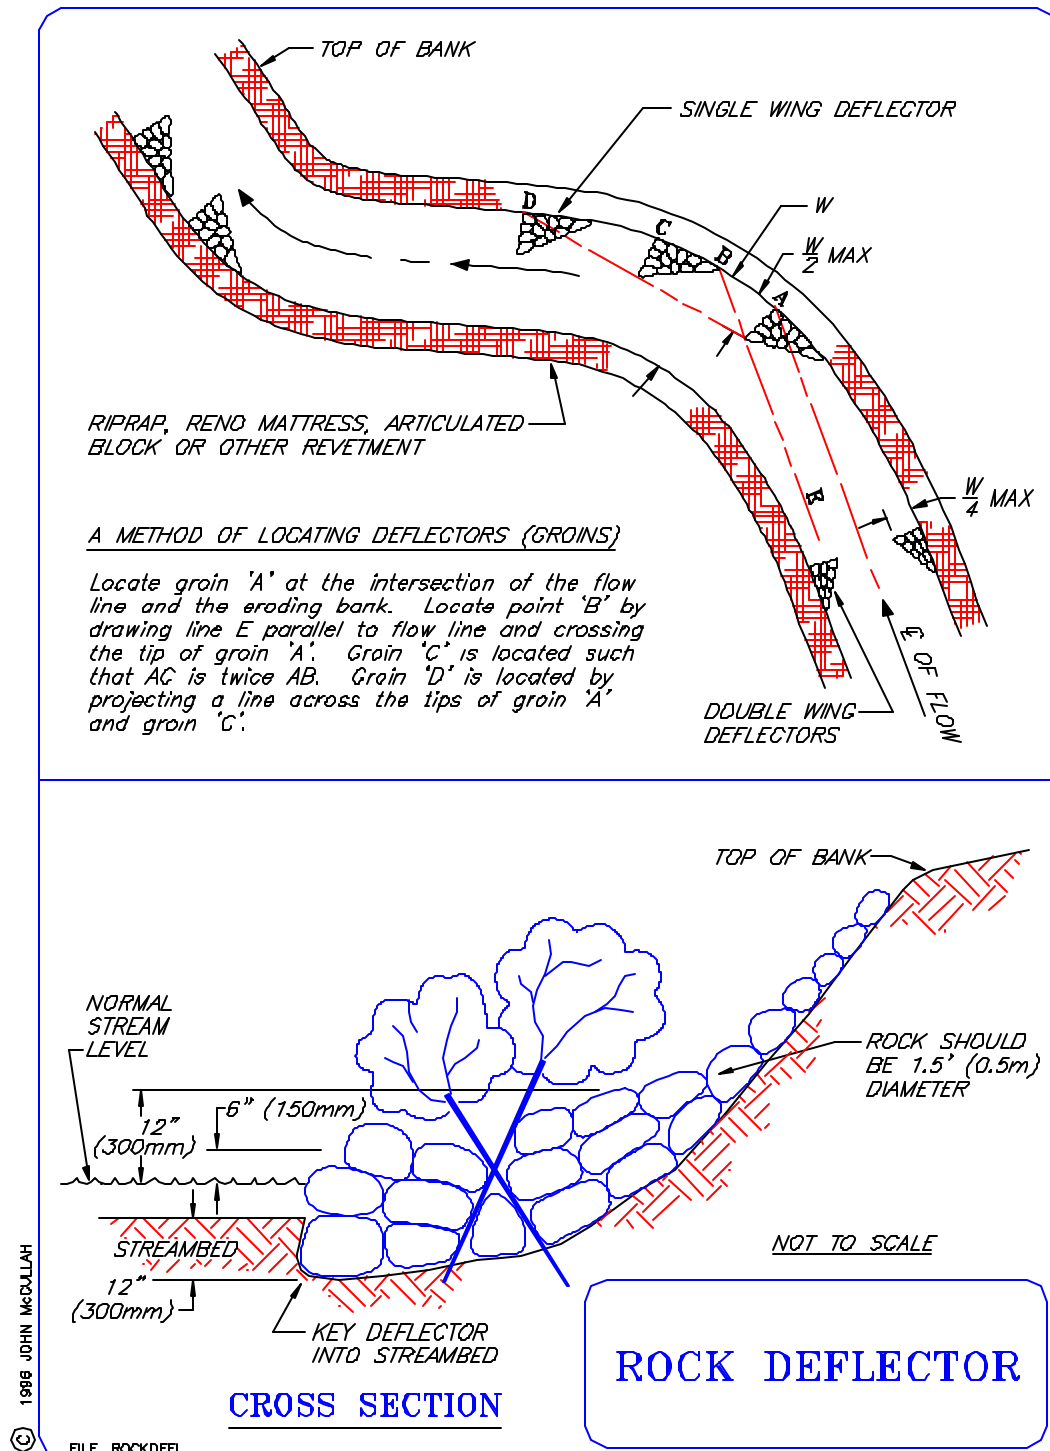 TOP OF BANK
SINGLE WING DEFLECTOR
D
C
B
W
W
2 MAX
A
RIPRAP, RENO MATTRESS, ARTICULATED
BLOCK OR OTHER REVETMENT
W
4 MAX
E
A METHOD OF LOCATING DEFLECTORS (GROINS)
Locate groin 'A' at the intersection of the flow
line and the eroding bank. Locate point 'B' by
drawing line E parallel to flow line and crossing
the tip of groin 'A'. Groin 'C' is located such
that AC is twice AB. Groin 'D' is located by
projecting a line across the tips of groin 'A'
and groin 'C'.
℄ OF FLOW
DOUBLE WING
DEFLECTORS
TOP OF BANK
NORMAL
STREAM
LEVEL
ROCK SHOULD
BE 1.5' (0.5m)
DIAMETER
6" (150mm)
12"
(300mm)
STREAMBED
NOT TO SCALE
12"
(300mm)
KEY DEFLECTOR
INTO STREAMBED
ROCK DEFLECTOR
CROSS SECTION
© 1996 JOHN McCULLAH